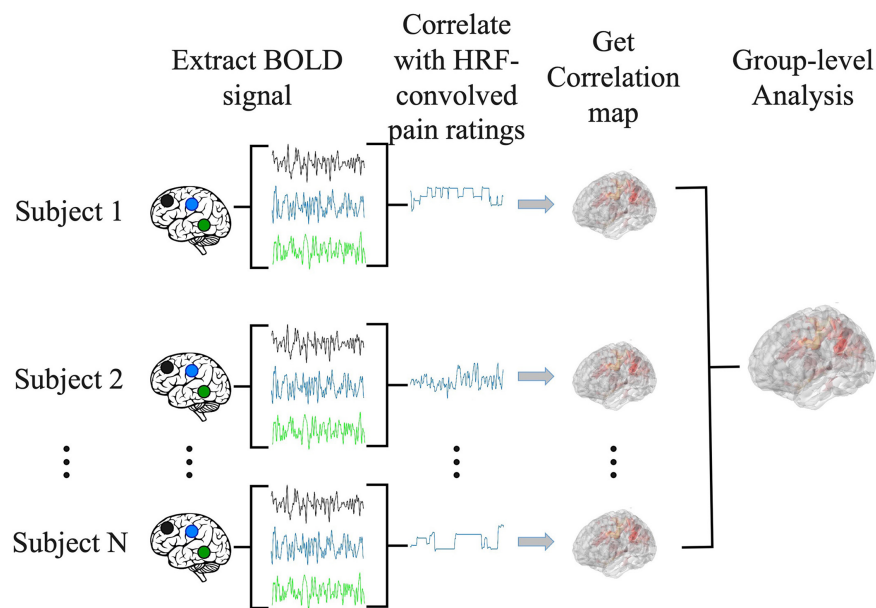 Extract BOLD
signal
Correlate
with HRF-
convolved
pain ratings
Get
Correlation
map
Group-level
Analysis
Subject 1
Subject 2
Subject N